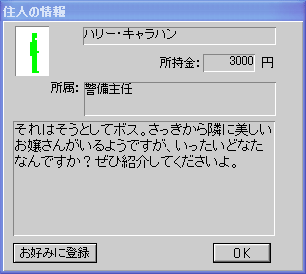 住人の情報
ハリー・キャラハン
所持金: 3000 円
所属: 警備主任
それはそうとしてボス。さっきから隣に美しい
お嬢さんがいるようですが、いったいどなた
なんですか？ぜひ紹介してくださいよ。
お好みに登録 OK